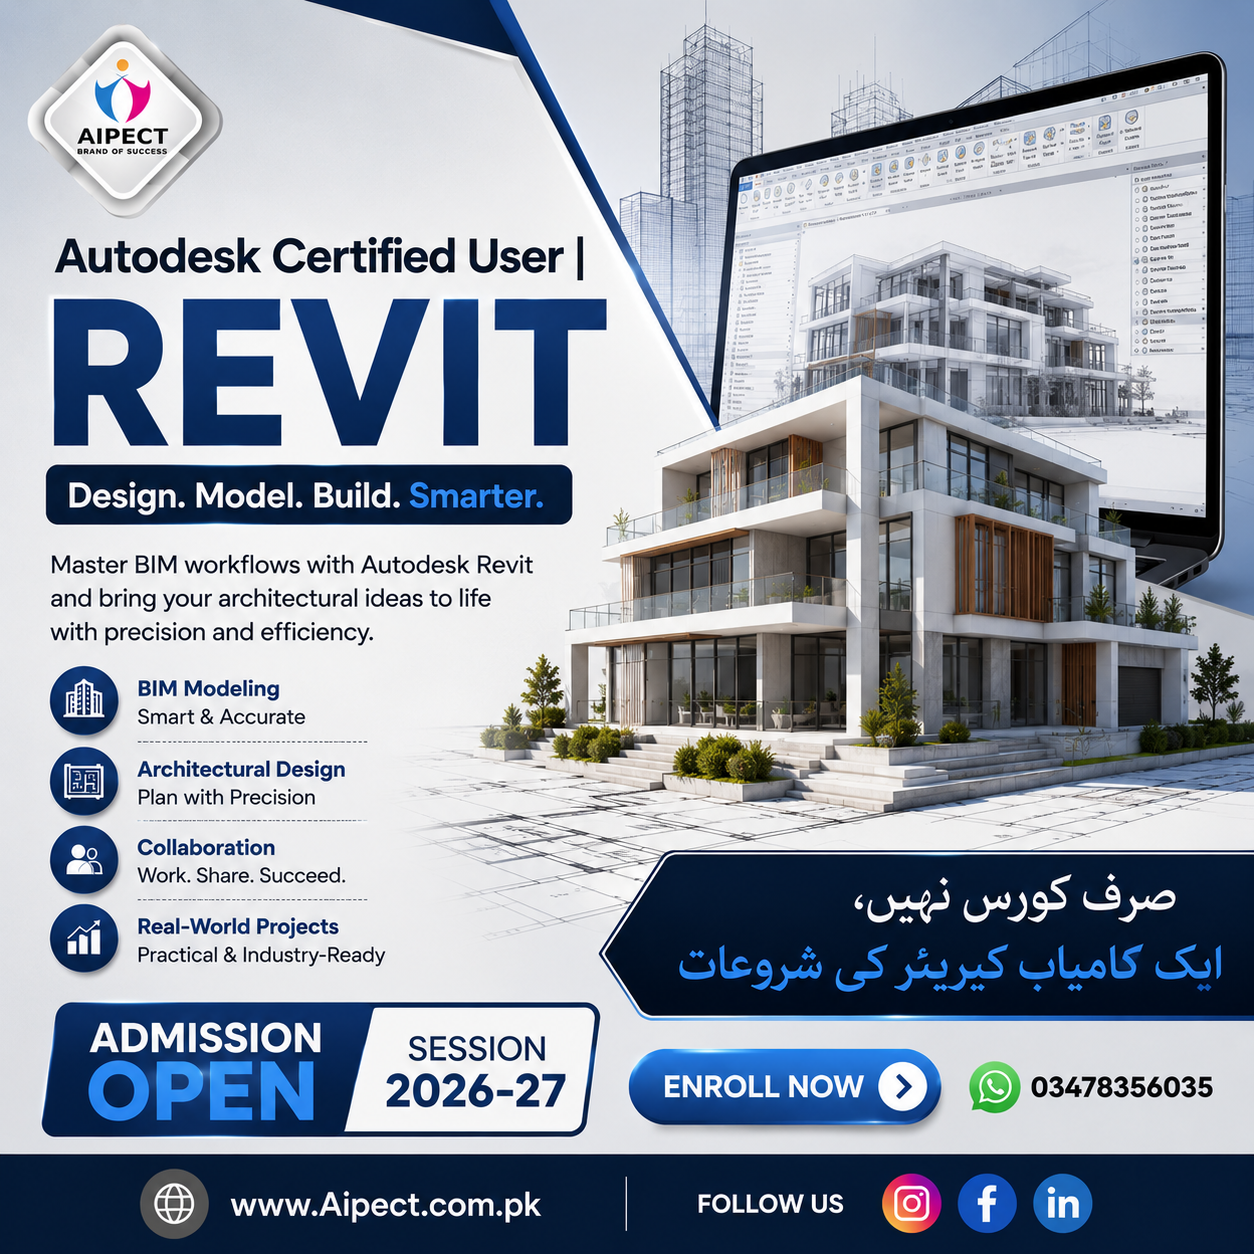 AIPECT
BRAND OF SUCCESS
Autodesk Certified User |
REVIT
Design. Model. Build. Smarter.
Master BIM workflows with Autodesk Revit
and bring your architectural ideas to life
with precision and efficiency.
BIM Modeling
Smart & Accurate
Architectural Design
Plan with Precision
Collaboration
Work. Share. Succeed.
Real-World Projects
Practical & Industry-Ready
صرف کورس نہیں،
ایک کامیاب کیریئر کی شروعات
ADMISSION
OPEN
SESSION
2026-27
ENROLL NOW
03478356035
www.Aipect.com.pk
FOLLOW US